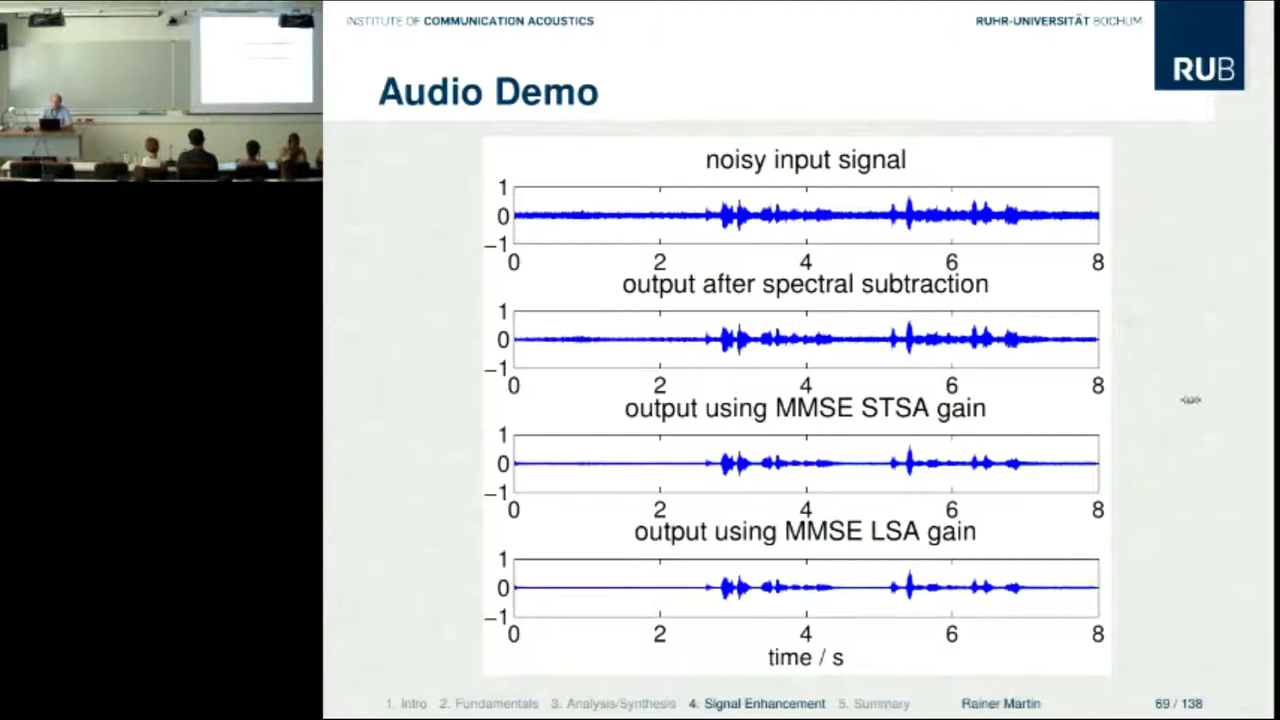 INSTITUTE OF COMMUNICATION ACOUSTICS
RUHR-UNIVERSITÄT BOCHUM
RUB
Audio Demo
noisy input signal
1
0
−1
0 2 4 6 8
output after spectral subtraction
1
0
−1
0 2 4 6 8
output using MMSE STSA gain
1
0
−1
0 2 4 6 8
output using MMSE LSA gain
1
0
−1
0 2 4 6 8
time / s
1. Intro 2. Fundamentals 3. Analysis/Synthesis 4. Signal Enhancement 5. Summary Rainer Martin 69 / 138